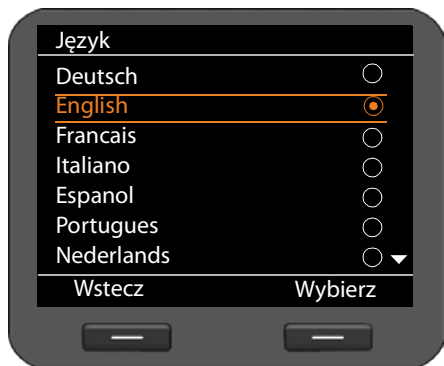 Język
Deutsch
English
Francais
Italiano
Espanol
Portugues
Nederlands
Wstecz Wybierz